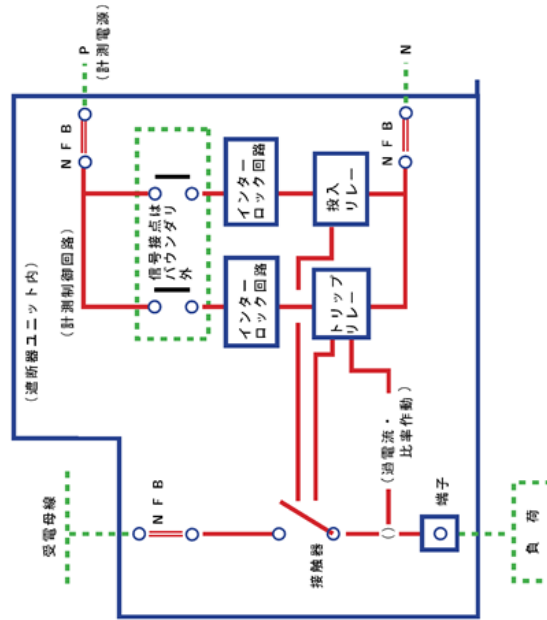 受電母線
N F B
接触器
端子
負 荷
（過電流・
比率作動）
（遮断器ユニット内）
（計測制御回路）
信号接点は
バウンダリ
外
インター
ロック回路
インター
ロック回路
トリップ
リレー
投入
リレー
N F B
P
（計測電源）
N F B
N